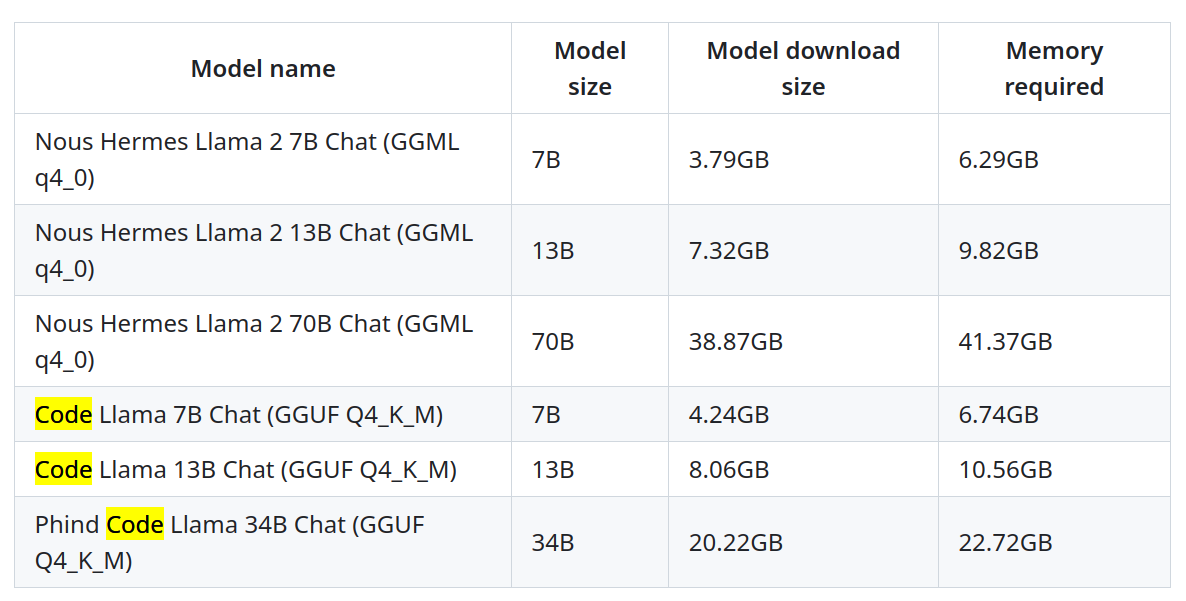 Model name | Model size | Model download size | Memory required
Nous Hermes Llama 2 7B Chat (GGML q4_0) | 7B | 3.79GB | 6.29GB
Nous Hermes Llama 2 13B Chat (GGML q4_0) | 13B | 7.32GB | 9.82GB
Nous Hermes Llama 2 70B Chat (GGML q4_0) | 70B | 38.87GB | 41.37GB
Code Llama 7B Chat (GGUF Q4_K_M) | 7B | 4.24GB | 6.74GB
Code Llama 13B Chat (GGUF Q4_K_M) | 13B | 8.06GB | 10.56GB
Phind Code Llama 34B Chat (GGUF Q4_K_M) | 34B | 20.22GB | 22.72GB